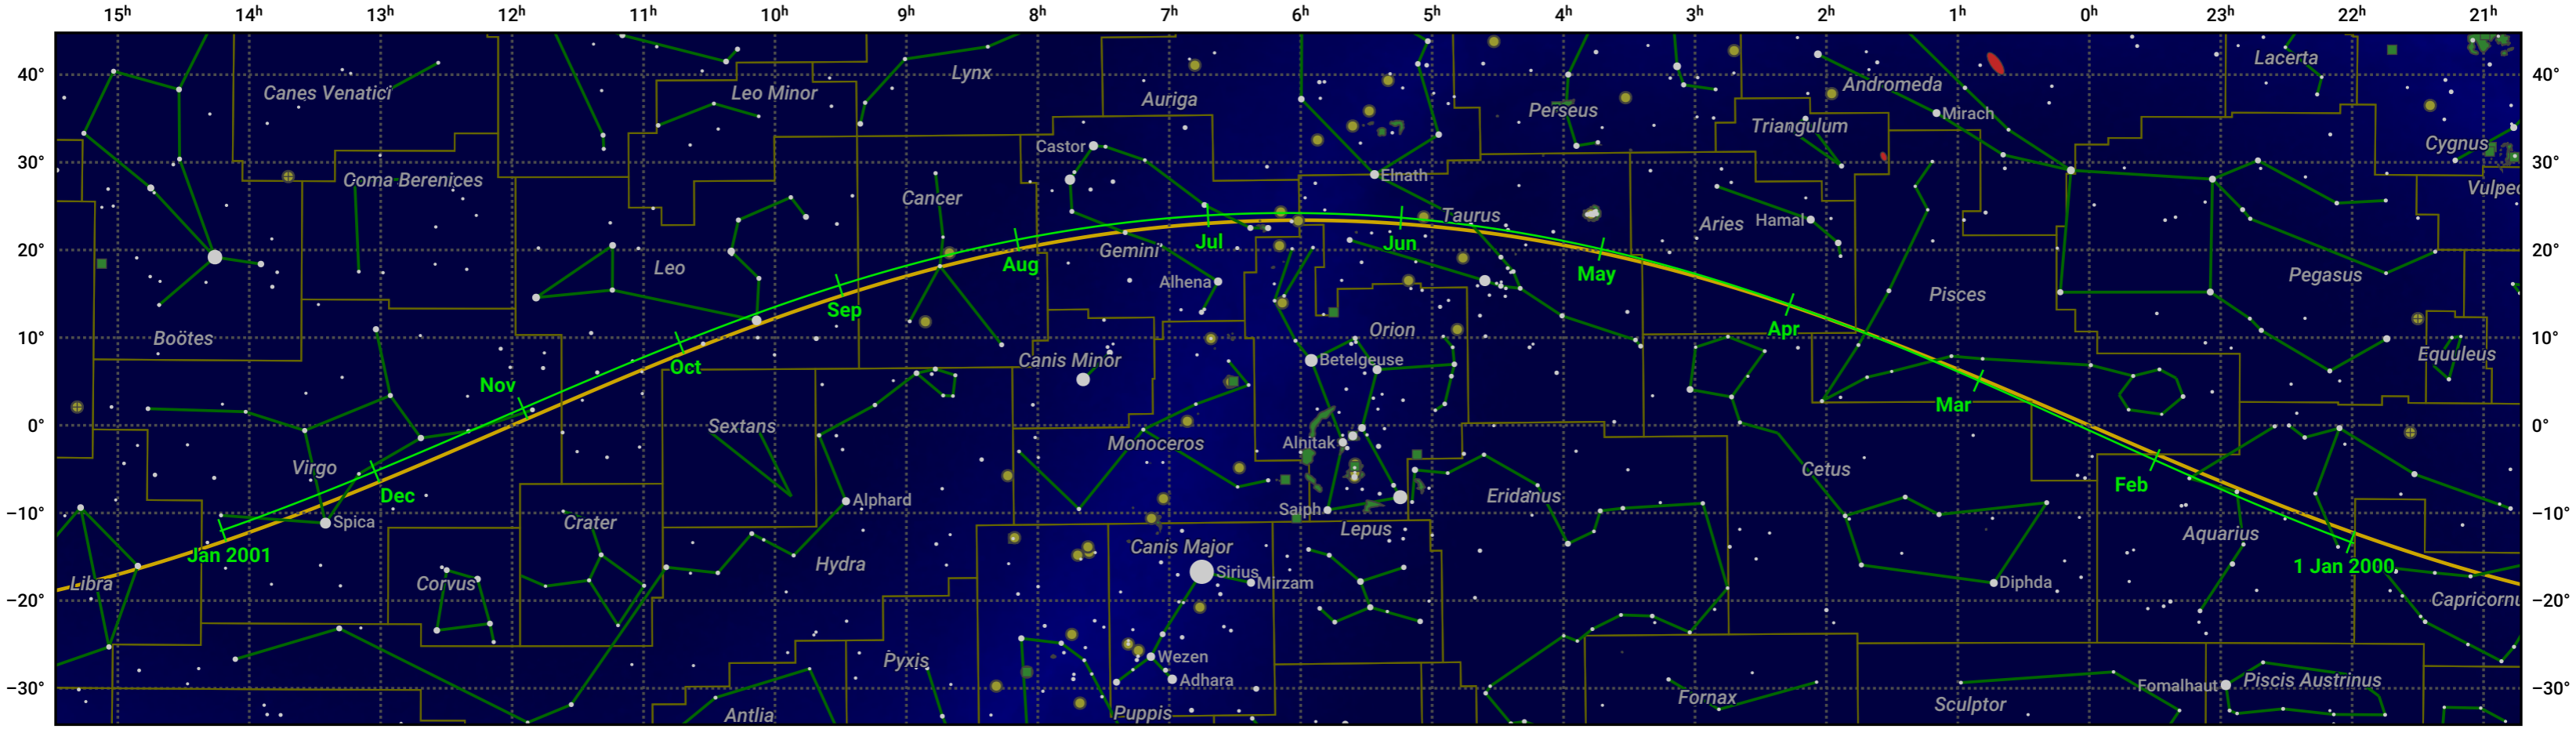 15h 14h 13h 12h 11h 10h 9h 8h 7h 6h 5h 4h 3h 2h 1h 0h 23h 22h 21h
Lacerta
40° Lynx Andromeda 40°
Canes Venatici Leo Minor Auriga Perseus Mirach
Triangulum
Castor Cygnus
30° 30°
Coma Berenices Elnath Vulpec
Cancer Taurus Aries Hamal
20° Leo Gemini Jul Jun 20°
Aug Alhena May Pegasus
Sep Pisces
Boötes Orion Apr
10° Oct Canis Minor Betelgeuse Equuleus 10°
Nov Mar
0° Sextans Monoceros Alnitak 0°
Virgo Dec Alphard Eridanus Cetus Feb
−10° Spica Crater Saiph Lepus Aquarius −10°
Jan 2001 Hydra Canis Major 1 Jan 2000
Libra Corvus Sirius Mirzam Diphda
−20° Capricornu −20°
Pyxis Wezen
−30° Adhara Fornax Fomalhaut Piscis Austrinus −30°
Antlia Puppis Sculptor